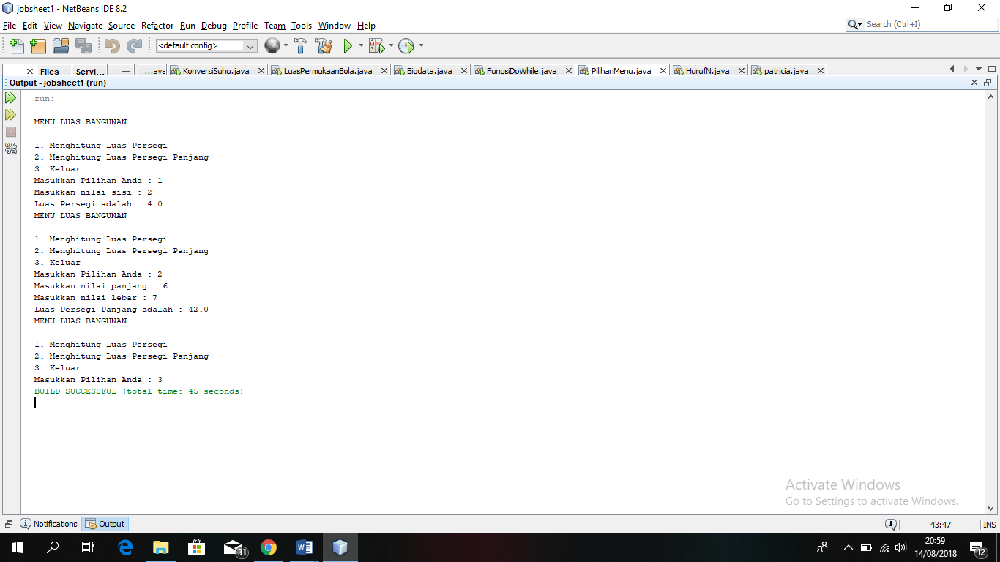 jobsheet1 - NetBeans IDE 8.2
File Edit View Navigate Source Refactor Run Debug Profile Team Tools Window Help
Search (Ctrl+I)
<default config>
Files Servi... ...ava KonversiSuhu.java LuasPermukaanBola.java Biodata.java FungsiDoWhile.java PilihanMenu.java HurufN.java patricia.java
Output - jobsheet1 (run)
run:
MENU LUAS BANGUNAN
1. Menghitung Luas Persegi
2. Menghitung Luas Persegi Panjang
3. Keluar
Masukkan Pilihan Anda : 1
Masukkan nilai sisi : 2
Luas Persegi adalah : 4.0
MENU LUAS BANGUNAN
1. Menghitung Luas Persegi
2. Menghitung Luas Persegi Panjang
3. Keluar
Masukkan Pilihan Anda : 2
Masukkan nilai panjang : 6
Masukkan nilai lebar : 7
Luas Persegi Panjang adalah : 42.0
MENU LUAS BANGUNAN
1. Menghitung Luas Persegi
2. Menghitung Luas Persegi Panjang
3. Keluar
Masukkan Pilihan Anda : 3
BUILD SUCCESSFUL (total time: 45 seconds)
Activate Windows
Go to Settings to activate Windows.
Notifications Output 1 43:47 INS
31
20:59
14/08/2018
12